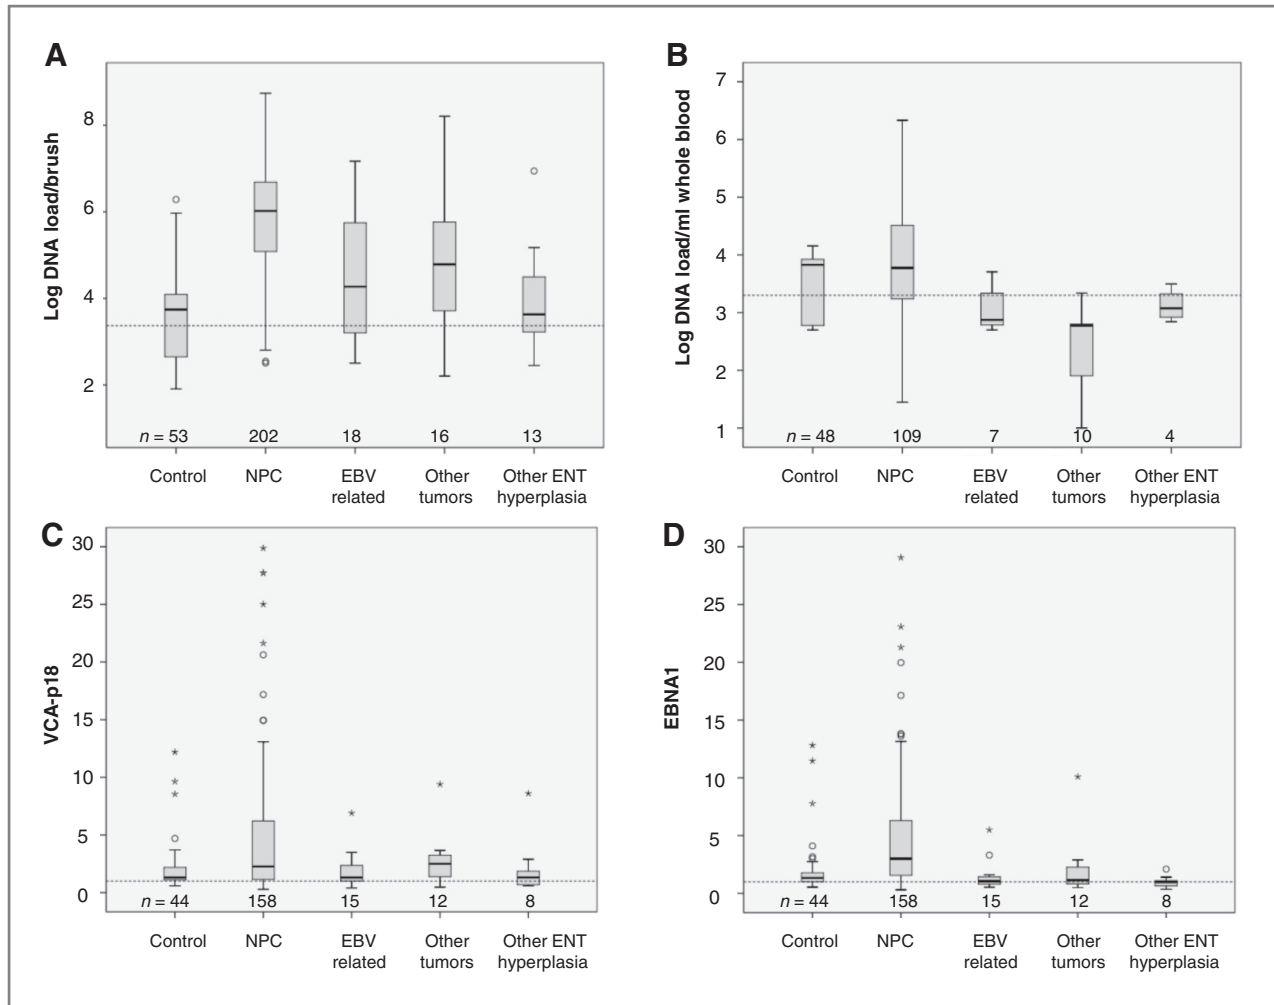 A
Log DNA load/brush
8
6
4
2
n = 53 202 18 16 13
Control NPC EBV Other Other ENT
related tumors hyperplasia
B
Log DNA load/ml whole blood
7
6
5
4
3
2
1
n = 48 109 7 10 4
Control NPC EBV Other Other ENT
related tumors hyperplasia
C
VCA-p18
30
25
20
15
10
5
0
n = 44 158 15 12 8
Control NPC EBV Other Other ENT
related tumors hyperplasia
D
EBNA1
30
25
20
15
10
5
0
n = 44 158 15 12 8
Control NPC EBV Other Other ENT
related tumors hyperplasia